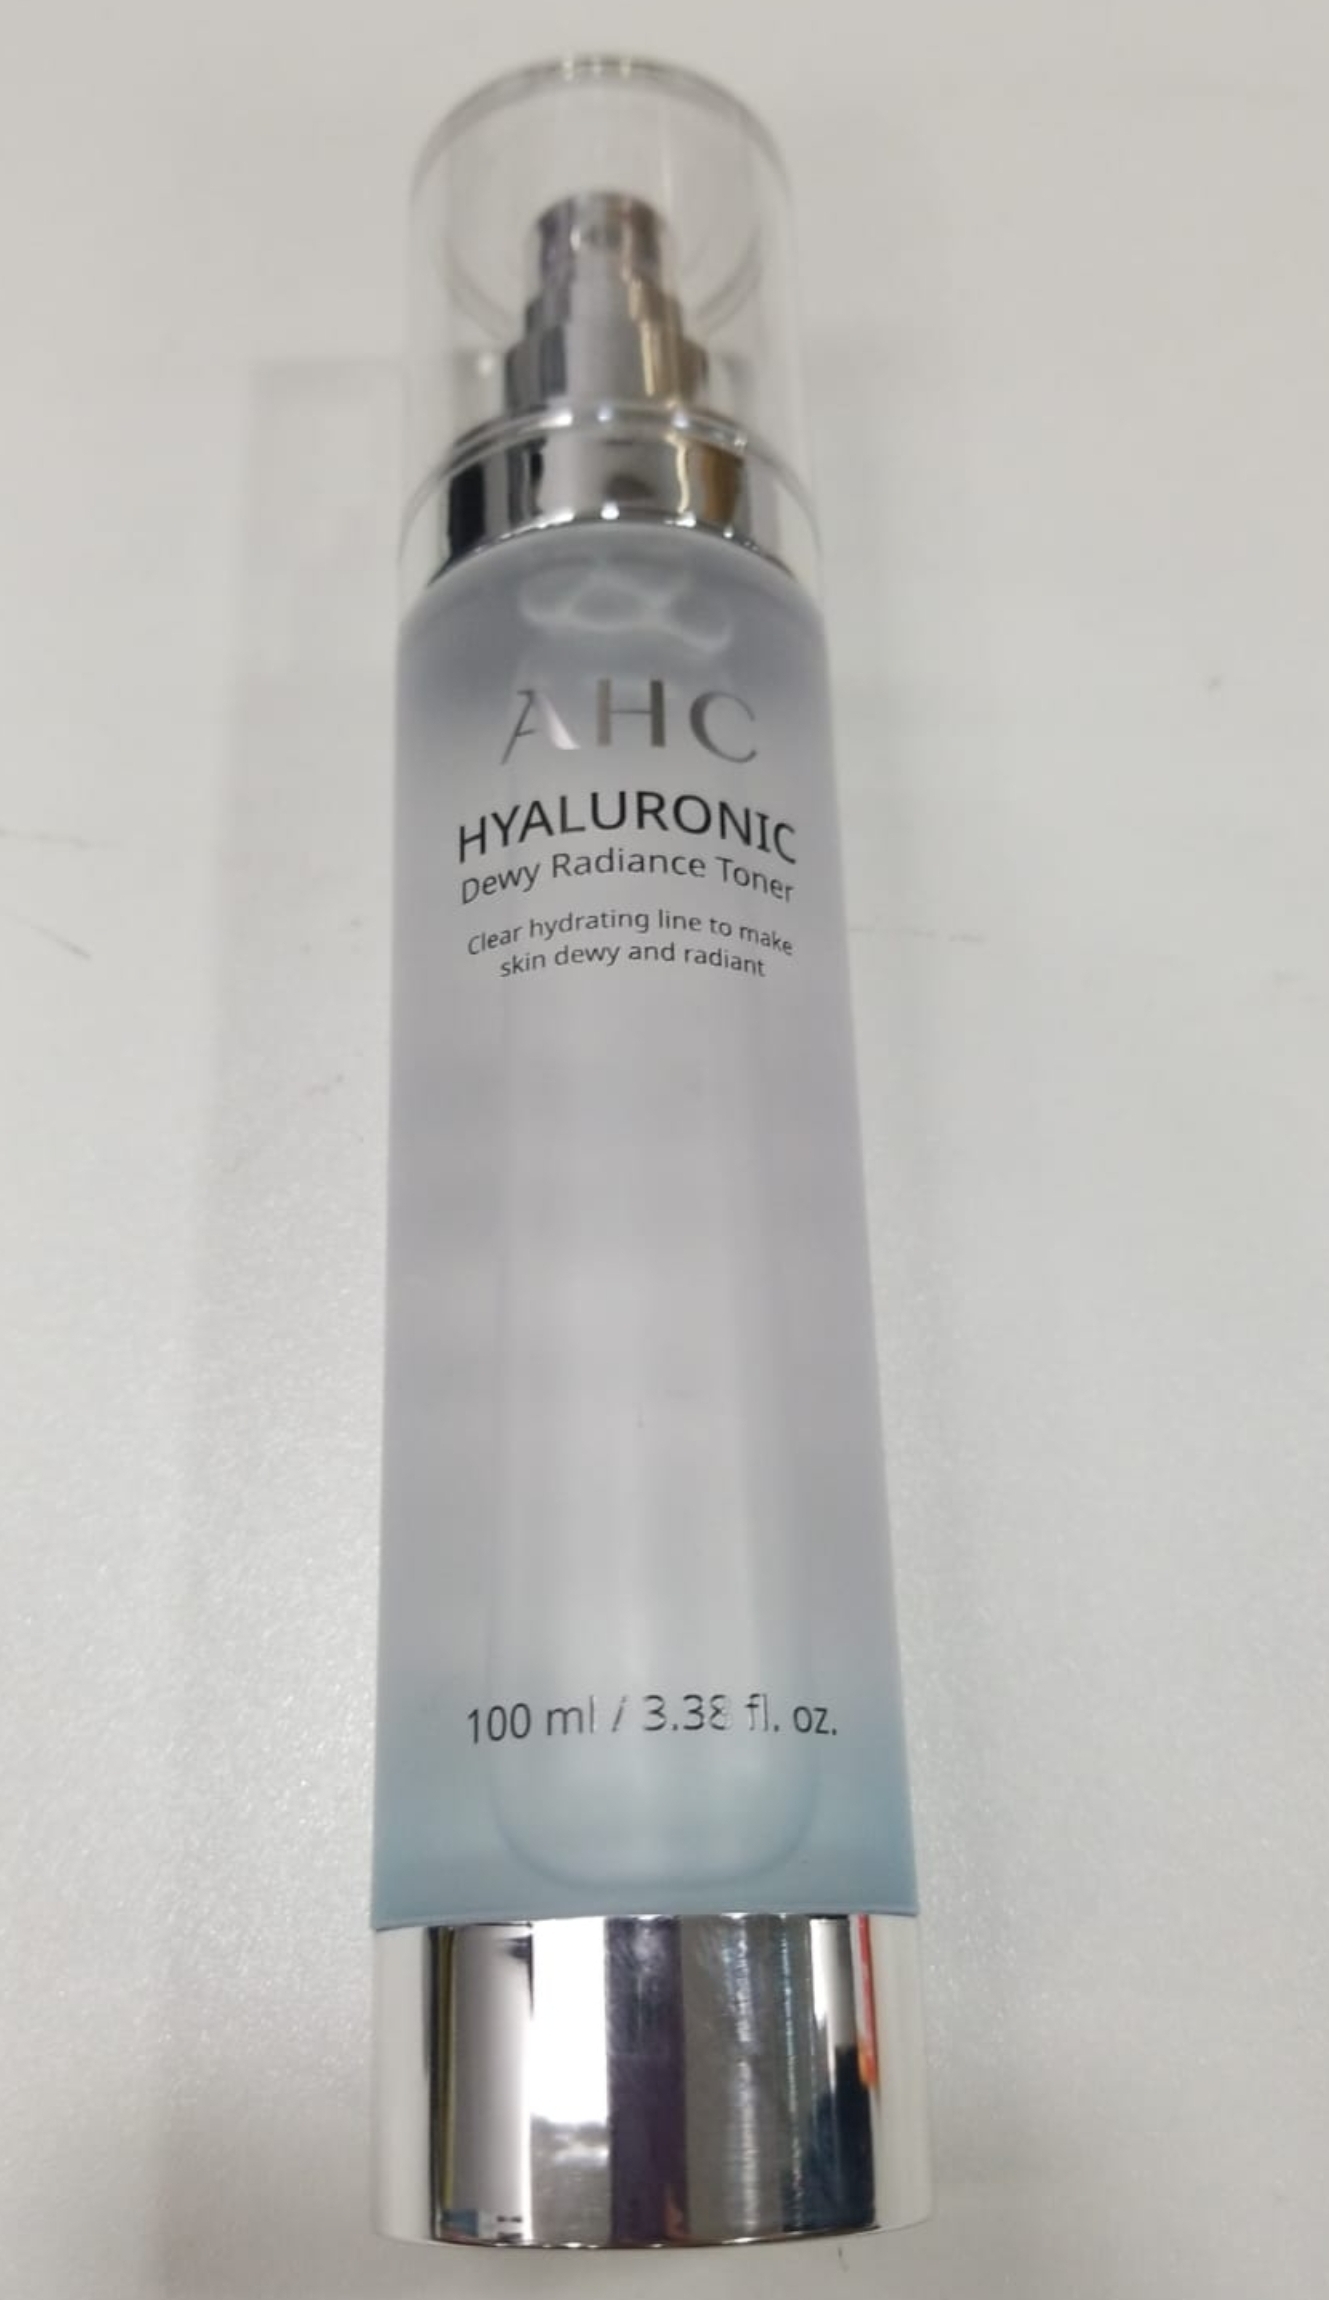 AHC
HYALURONIC
Dewy Radiance Toner
Clear hydrating line to make
skin dewy and radiant
100 ml / 3.38 fl. oz.